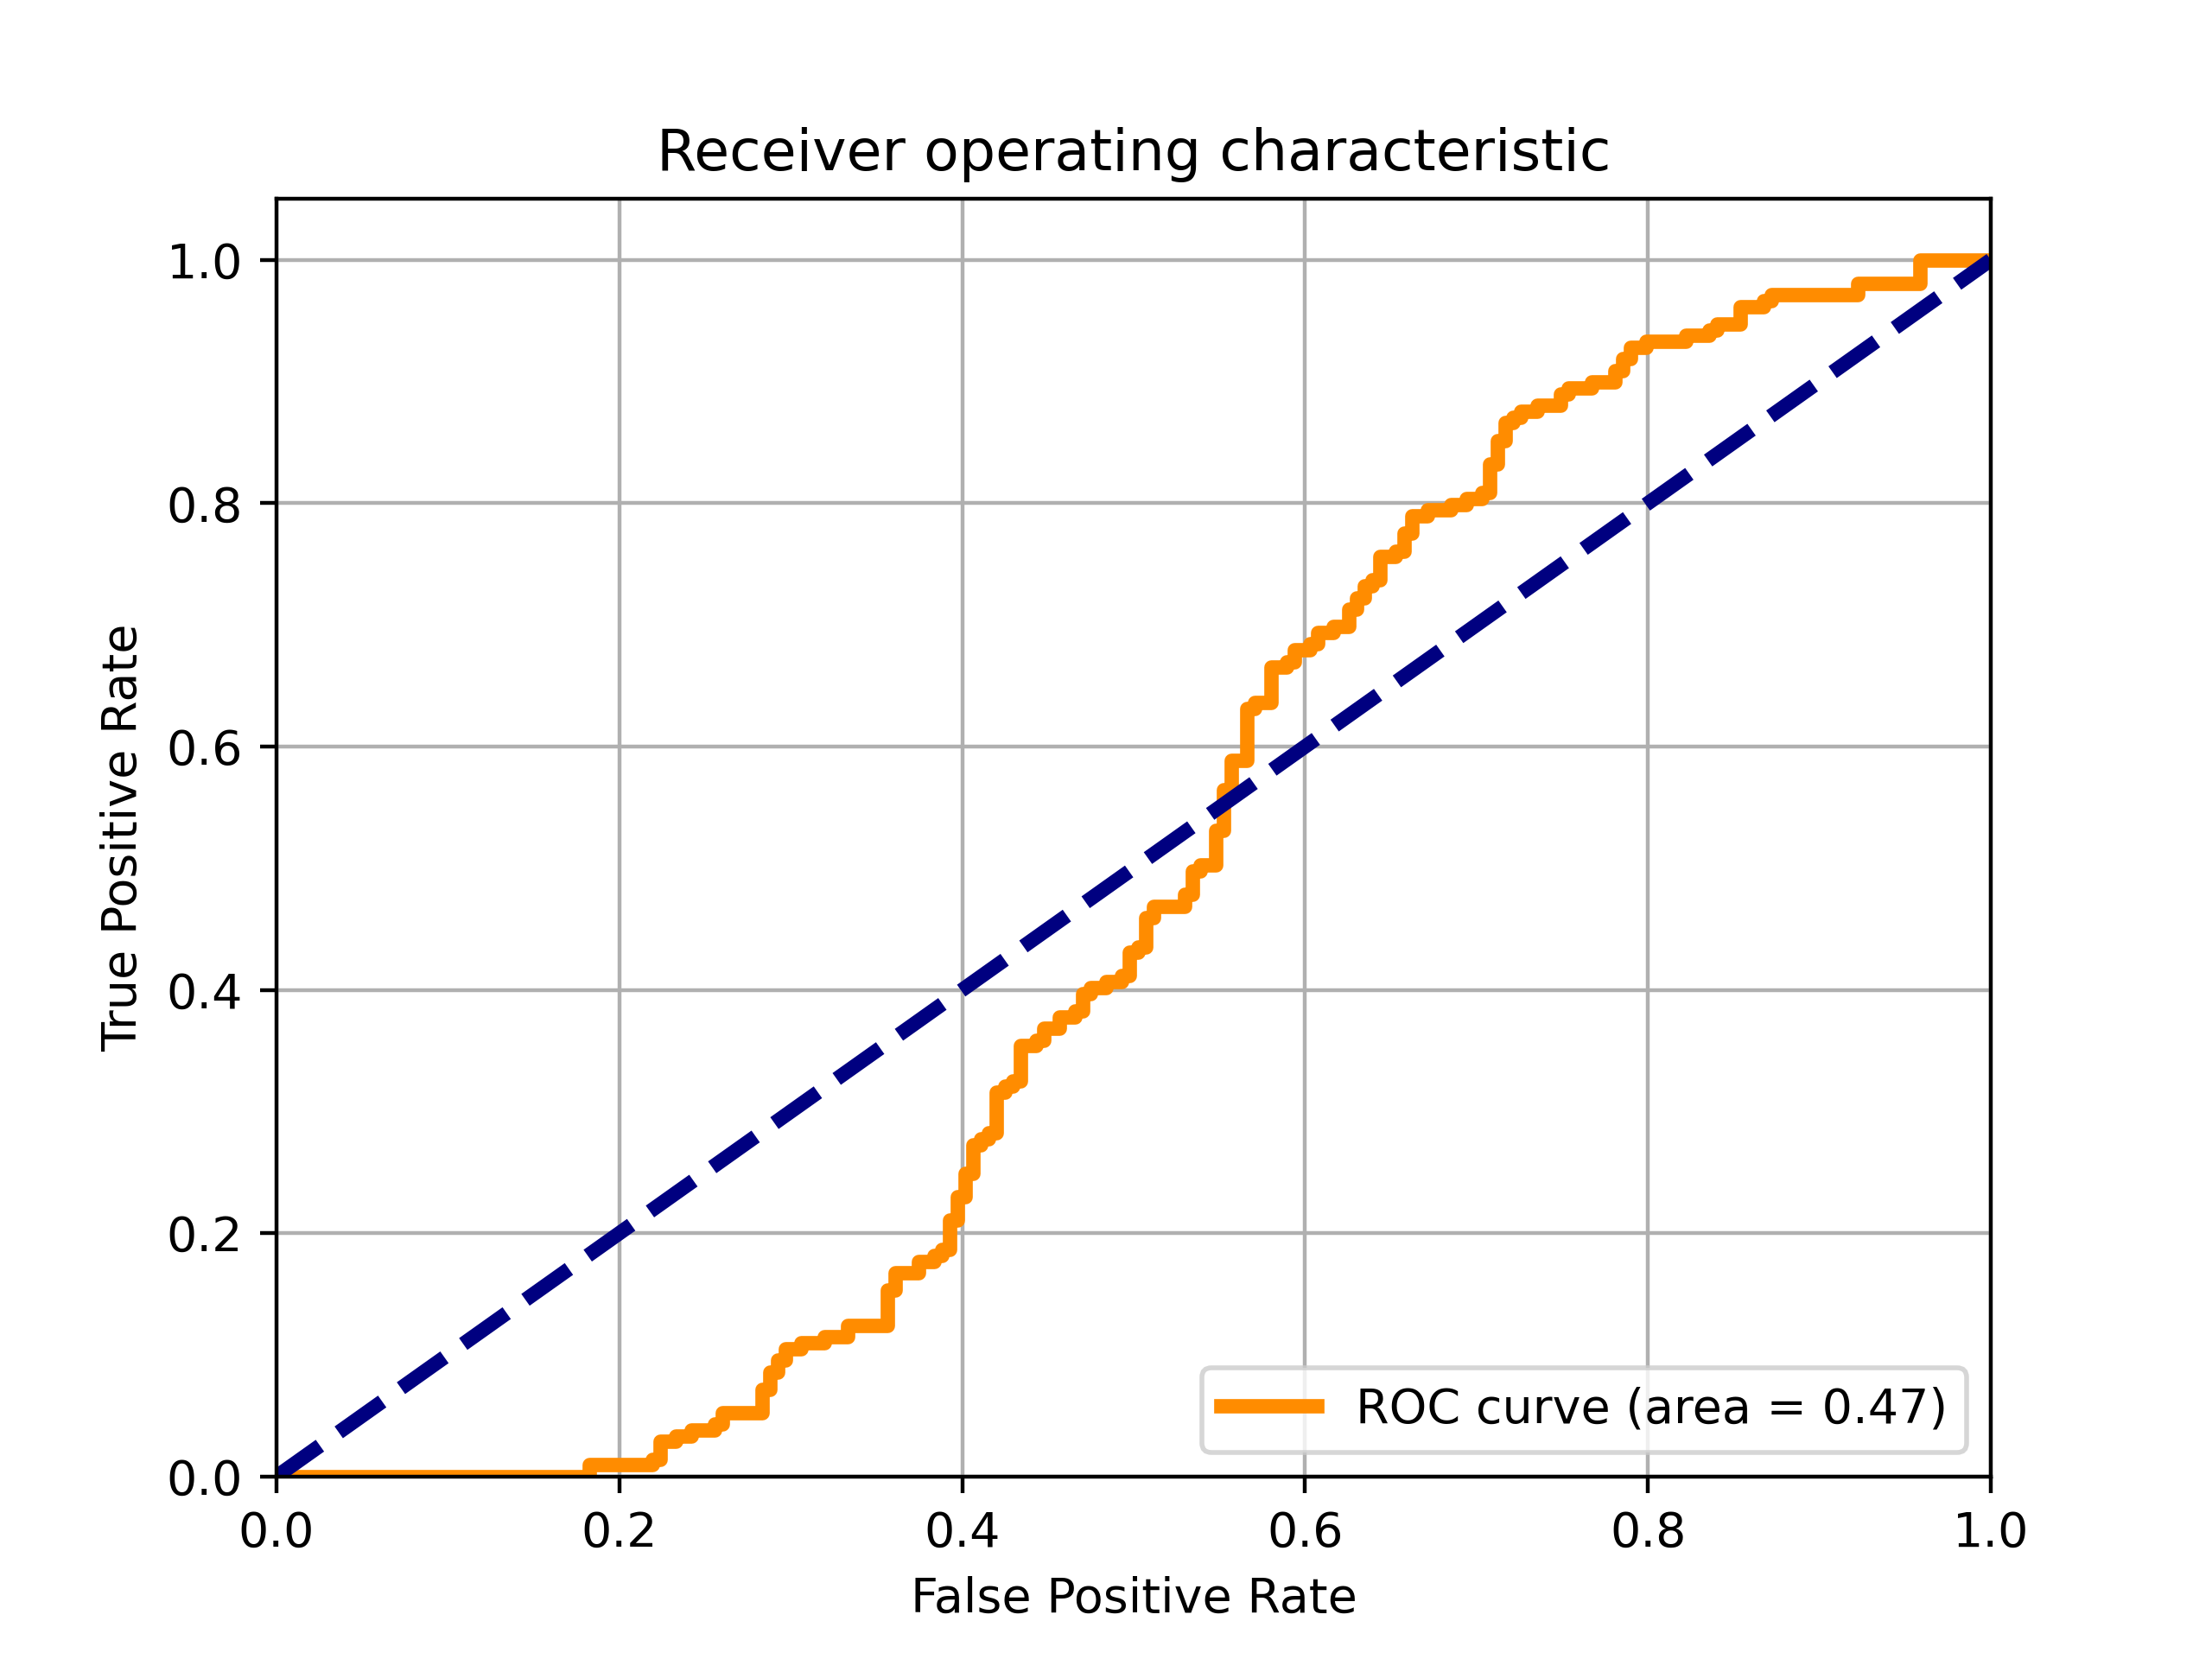 Receiver operating characteristic
1.0
0.8
0.6
0.4
0.2
0.0
True Positive Rate
ROC curve (area = 0.47)
0.0 0.2 0.4 0.6 0.8 1.0
False Positive Rate